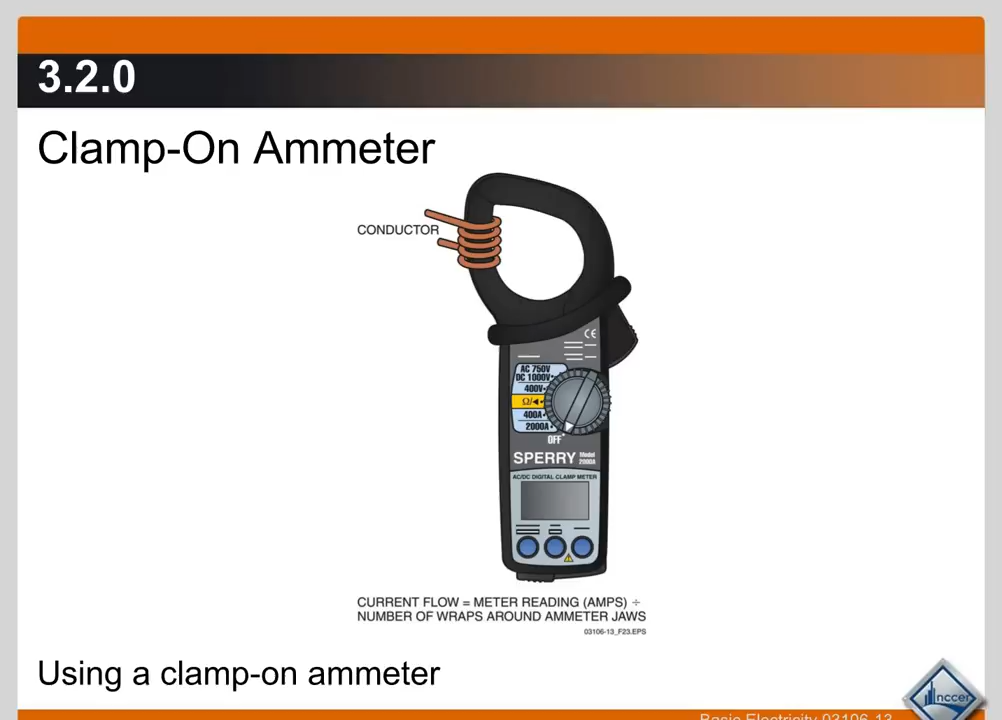 3.2.0
Clamp-On Ammeter
CONDUCTOR
CE
AC 750V
DC 1000V
400V
Ω/
400A
2000A
OFF
SPERRY Model
2000A
AC/DC DIGITAL CLAMP METER
CURRENT FLOW = METER READING (AMPS) ÷
NUMBER OF WRAPS AROUND AMMETER JAWS
03106-13_F23.EPS
Using a clamp-on ammeter
nccer
Basic Electricity 03106-13